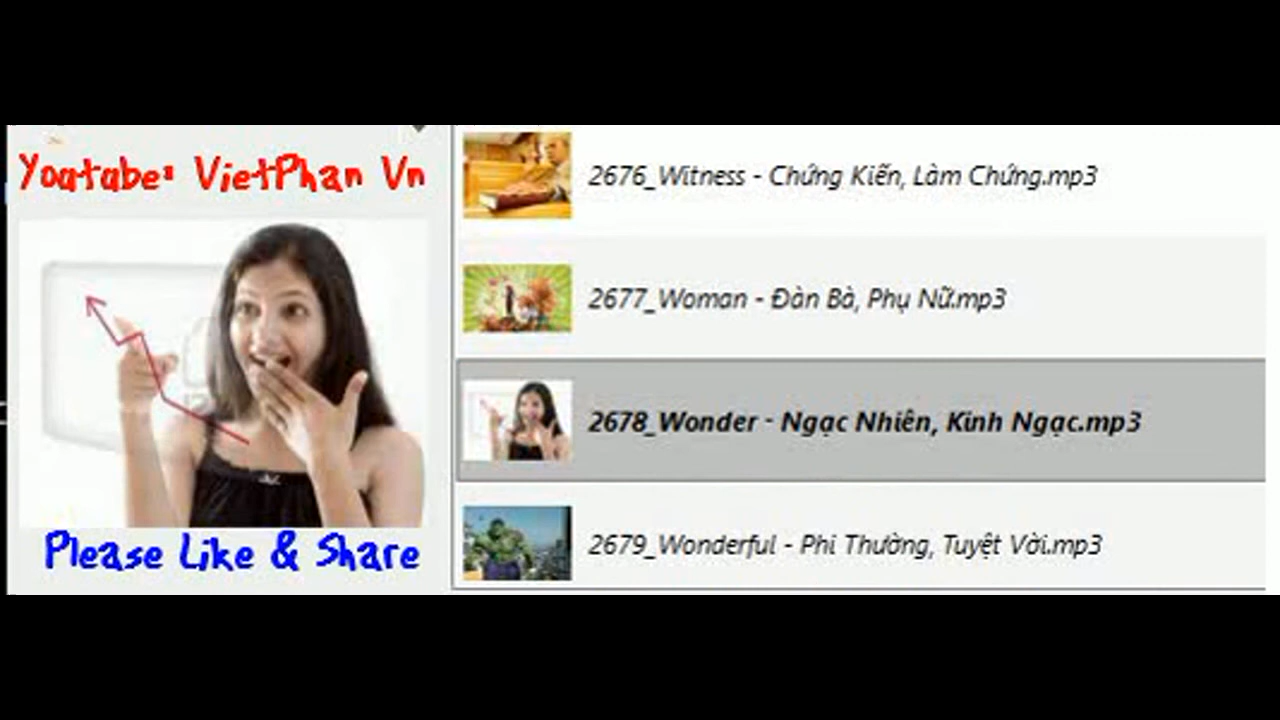 Youtube: VietPhan Vn
Please Like & Share
2676_Witness - Chứng Kiến, Làm Chứng.mp3
2677_Woman - Đàn Bà, Phụ Nữ.mp3
2678_Wonder - Ngạc Nhiên, Kinh Ngạc.mp3
2679_Wonderful - Phi Thường, Tuyệt Vời.mp3